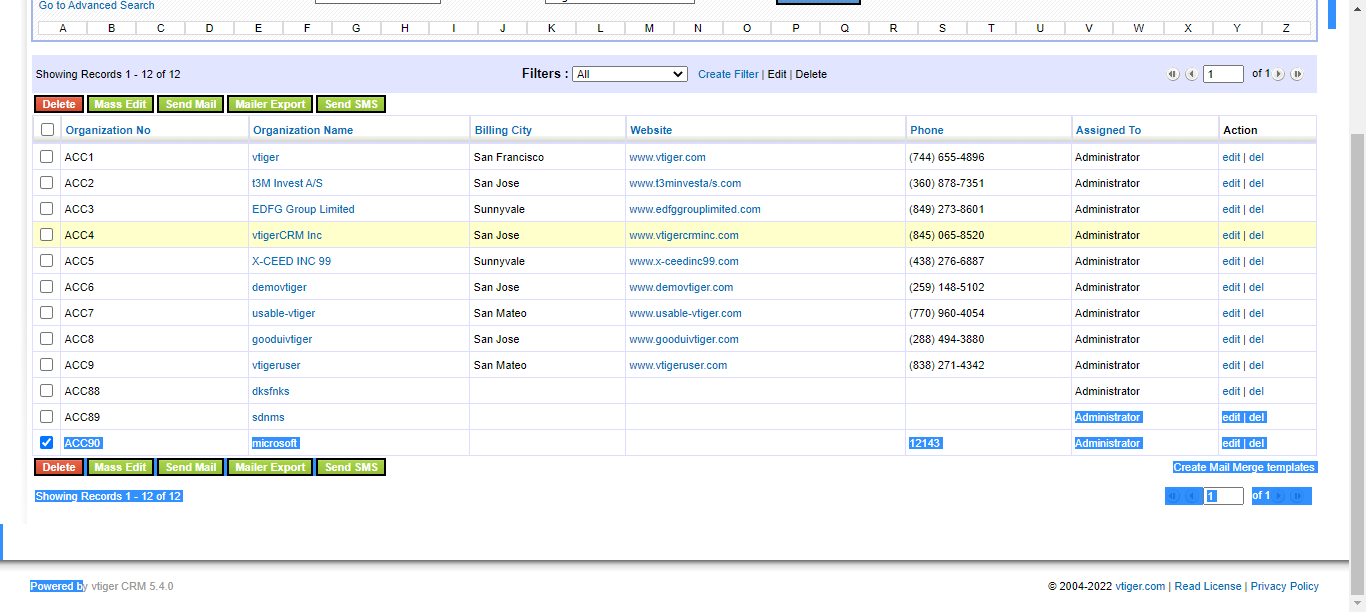 Go to Advanced Search
A B C D E F G H I J K L M N O P Q R S T U V W X Y Z
Showing Records 1 - 12 of 12 Filters : All Create Filter | Edit | Delete 1 of 1
Delete Mass Edit Send Mail Mailer Export Send SMS
Organization No Organization Name Billing City Website Phone Assigned To Action
ACC1 vtiger San Francisco www.vtiger.com (744) 655-4896 Administrator edit | del
ACC2 t3M Invest A/S San Jose www.t3minvesta/s.com (360) 878-7351 Administrator edit | del
ACC3 EDFG Group Limited Sunnyvale www.edfggrouplimited.com (849) 273-8601 Administrator edit | del
ACC4 vtigerCRM Inc San Jose www.vtigercrminc.com (845) 065-8520 Administrator edit | del
ACC5 X-CEED INC 99 Sunnyvale www.x-ceedinc99.com (438) 276-6887 Administrator edit | del
ACC6 demovtiger San Jose www.demovtiger.com (259) 148-5102 Administrator edit | del
ACC7 usable-vtiger San Mateo www.usable-vtiger.com (770) 960-4054 Administrator edit | del
ACC8 gooduivtiger San Jose www.gooduivtiger.com (288) 494-3880 Administrator edit | del
ACC9 vtigeruser San Mateo www.vtigeruser.com (838) 271-4342 Administrator edit | del
ACC88 dksfnks Administrator edit | del
ACC89 sdnms Administrator edit | del
ACC90 microsoft 12143 Administrator edit | del
Delete Mass Edit Send Mail Mailer Export Send SMS Create Mail Merge templates
Showing Records 1 - 12 of 12 1 of 1
Powered by vtiger CRM 5.4.0 © 2004-2022 vtiger.com | Read License | Privacy Policy